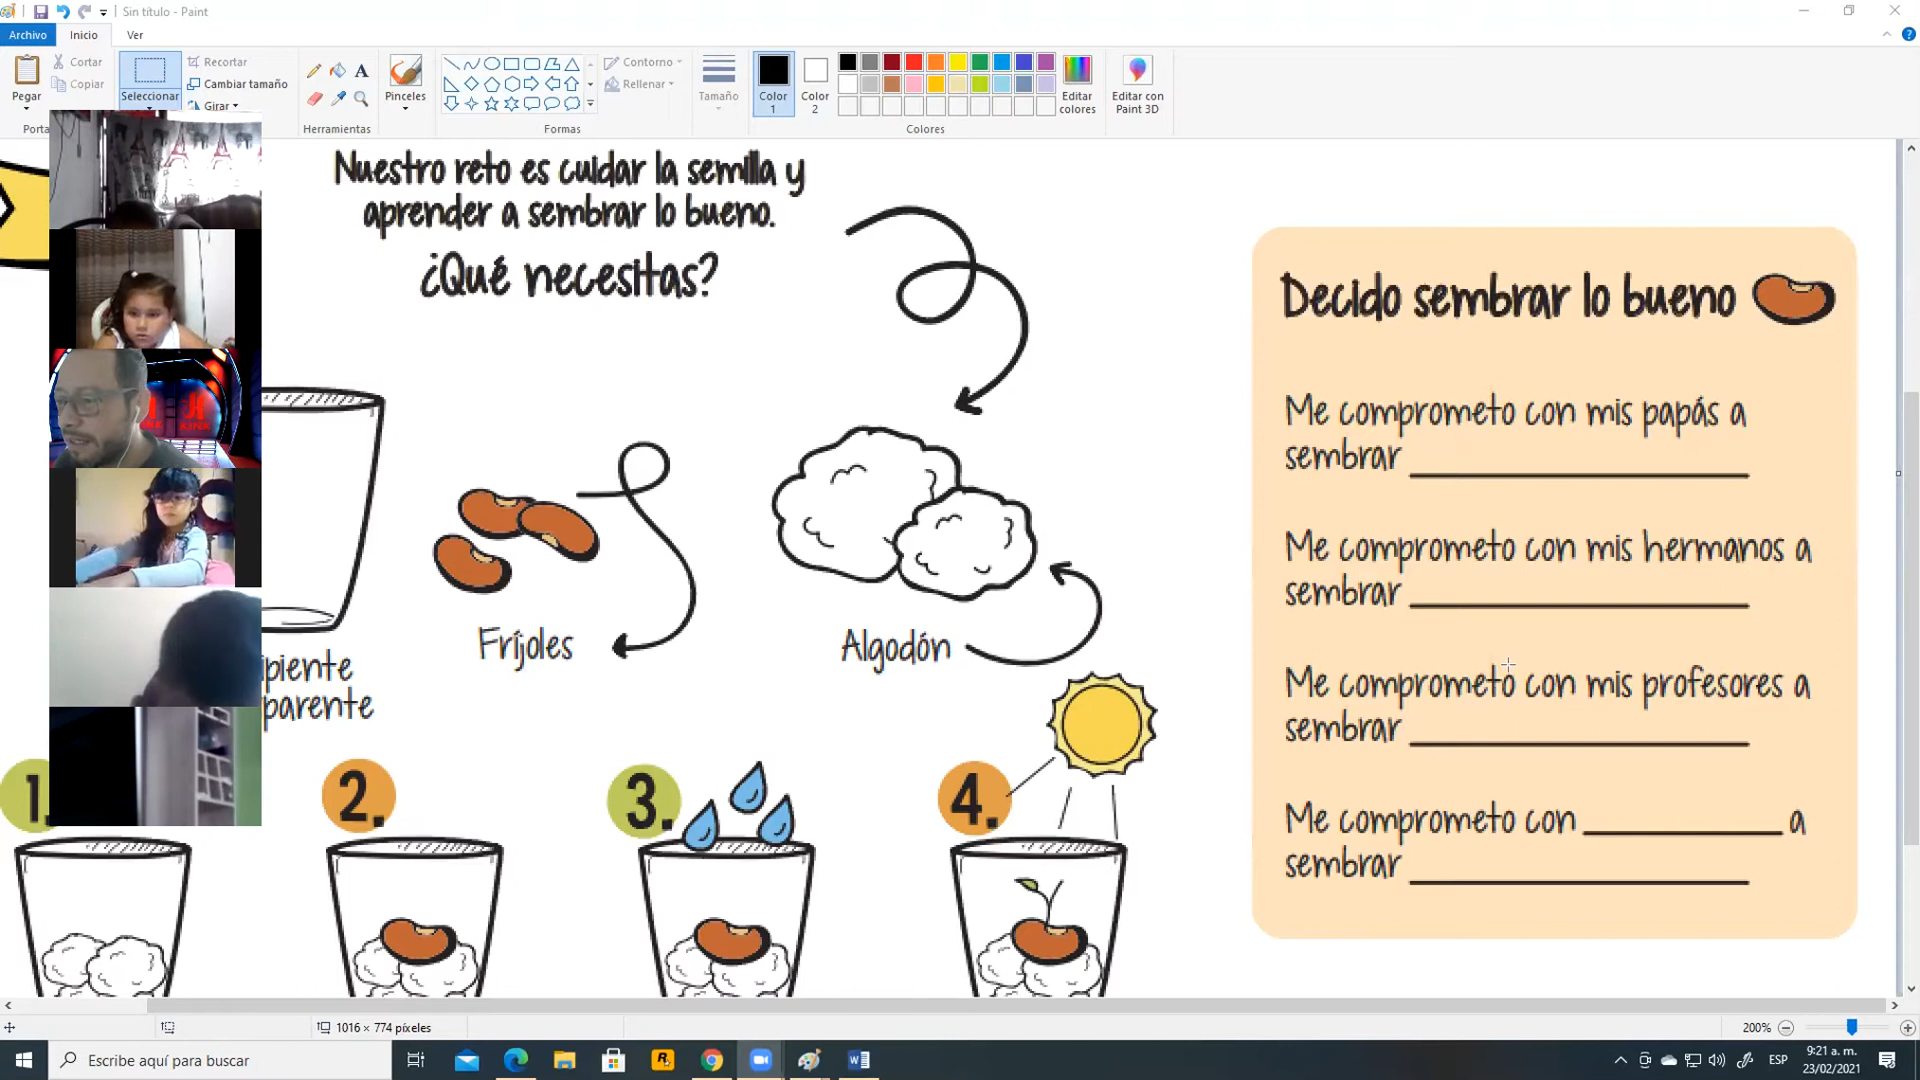 Sin título - Paint
Archivo
Inicio
Ver
Pegar
Cortar
Copiar
Seleccionar
Recortar
Cambiar tamaño
Girar
Herramientas
Pinceles
Formas
Contorno
Rellenar
Tamaño
Color 1
Color 2
Colores
Editar colores
Editar con Paint 3D
Nuestro reto es cuidar la semilla y
aprender a sembrar lo bueno.
¿Qué necesitas?
ipiente
parente
Fríjoles
Algodón
1.
2.
3.
4.
Decido sembrar lo bueno
Me comprometo con mis papás a
sembrar
Me comprometo con mis hermanos a
sembrar
Me comprometo con mis profesores a
sembrar
Me comprometo con a
sembrar
1016 × 774 píxeles
200%
Escribe aquí para buscar
ESP
9:21 a. m.
23/02/2021